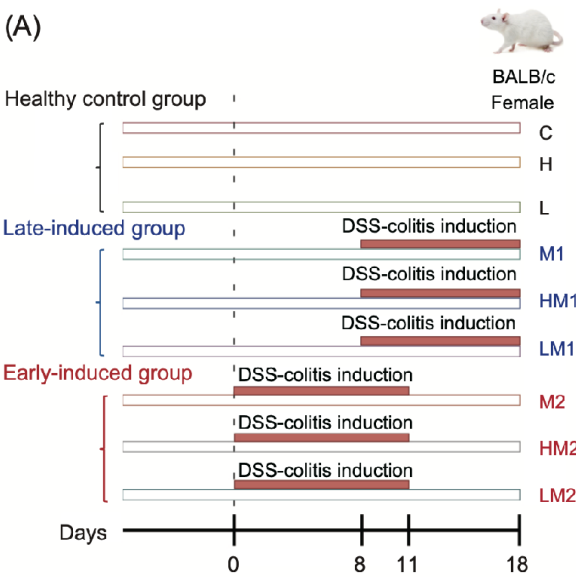 (A)
BALB/c
Female
Healthy control group
C
H
L
Late-induced group
DSS-colitis induction
M1
DSS-colitis induction
HM1
DSS-colitis induction
LM1
Early-induced group
DSS-colitis induction
M2
DSS-colitis induction
HM2
DSS-colitis induction
LM2
Days
0 8 11 18